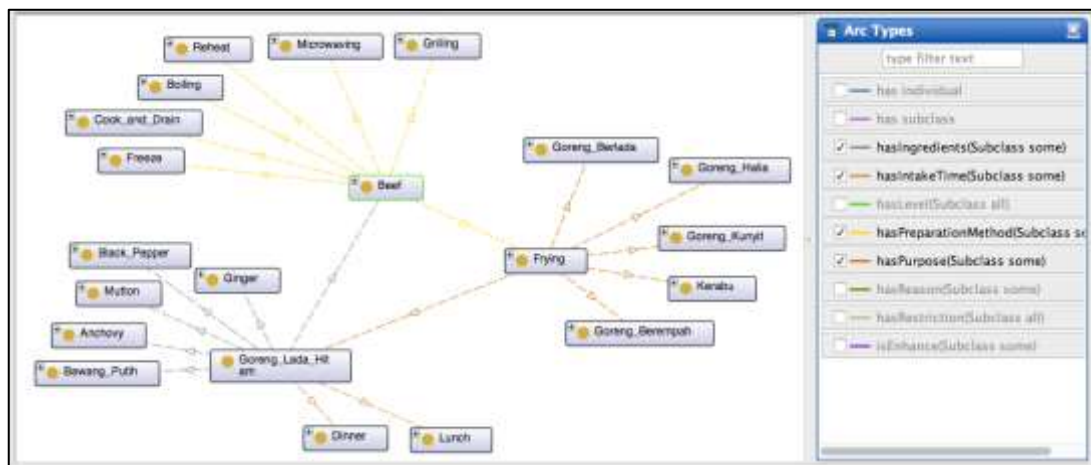 Reheat
Microwaving
Grilling
Boiling
Cook_and_Drain
Freeze
Beef
Goreng_Berlada
Goreng_Halia
Goreng_Kunyit
Frying
Kerabu
Goreng_Berempah
Black_Pepper
Ginger
Mutton
Anchovy
Bawang_Putih
Goreng_Lada_Hit
am
Dinner
Lunch
Arc Types
type filter text
has individual
has subclass
hasIngredients(Subclass some)
hasIntakeTime(Subclass some)
hasLevel(Subclass all)
hasPreparationMethod(Subclass so
hasPurpose(Subclass some)
hasReason(Subclass some)
hasRestriction(Subclass all)
isEnhance(Subclass some)